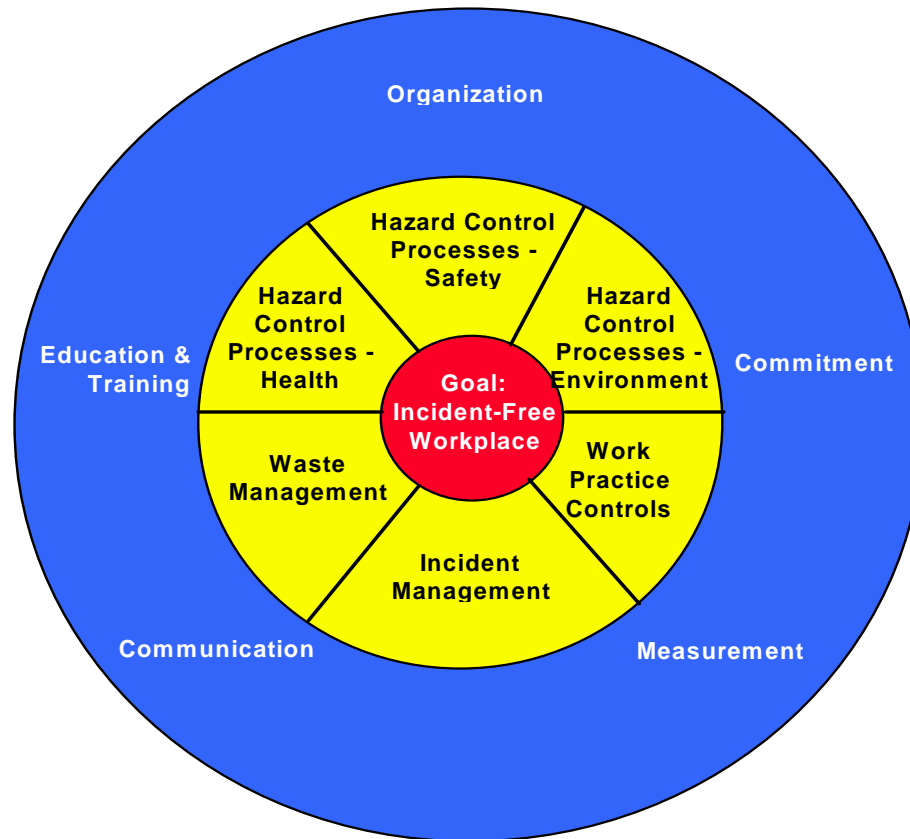 Organization
Hazard Control
Processes -
Safety
Hazard
Control
Processes -
Health
Hazard
Control
Processes -
Environment
Education &
Training
Goal:
Incident-Free
Workplace
Commitment
Waste
Management
Work
Practice
Controls
Incident
Management
Communication
Measurement